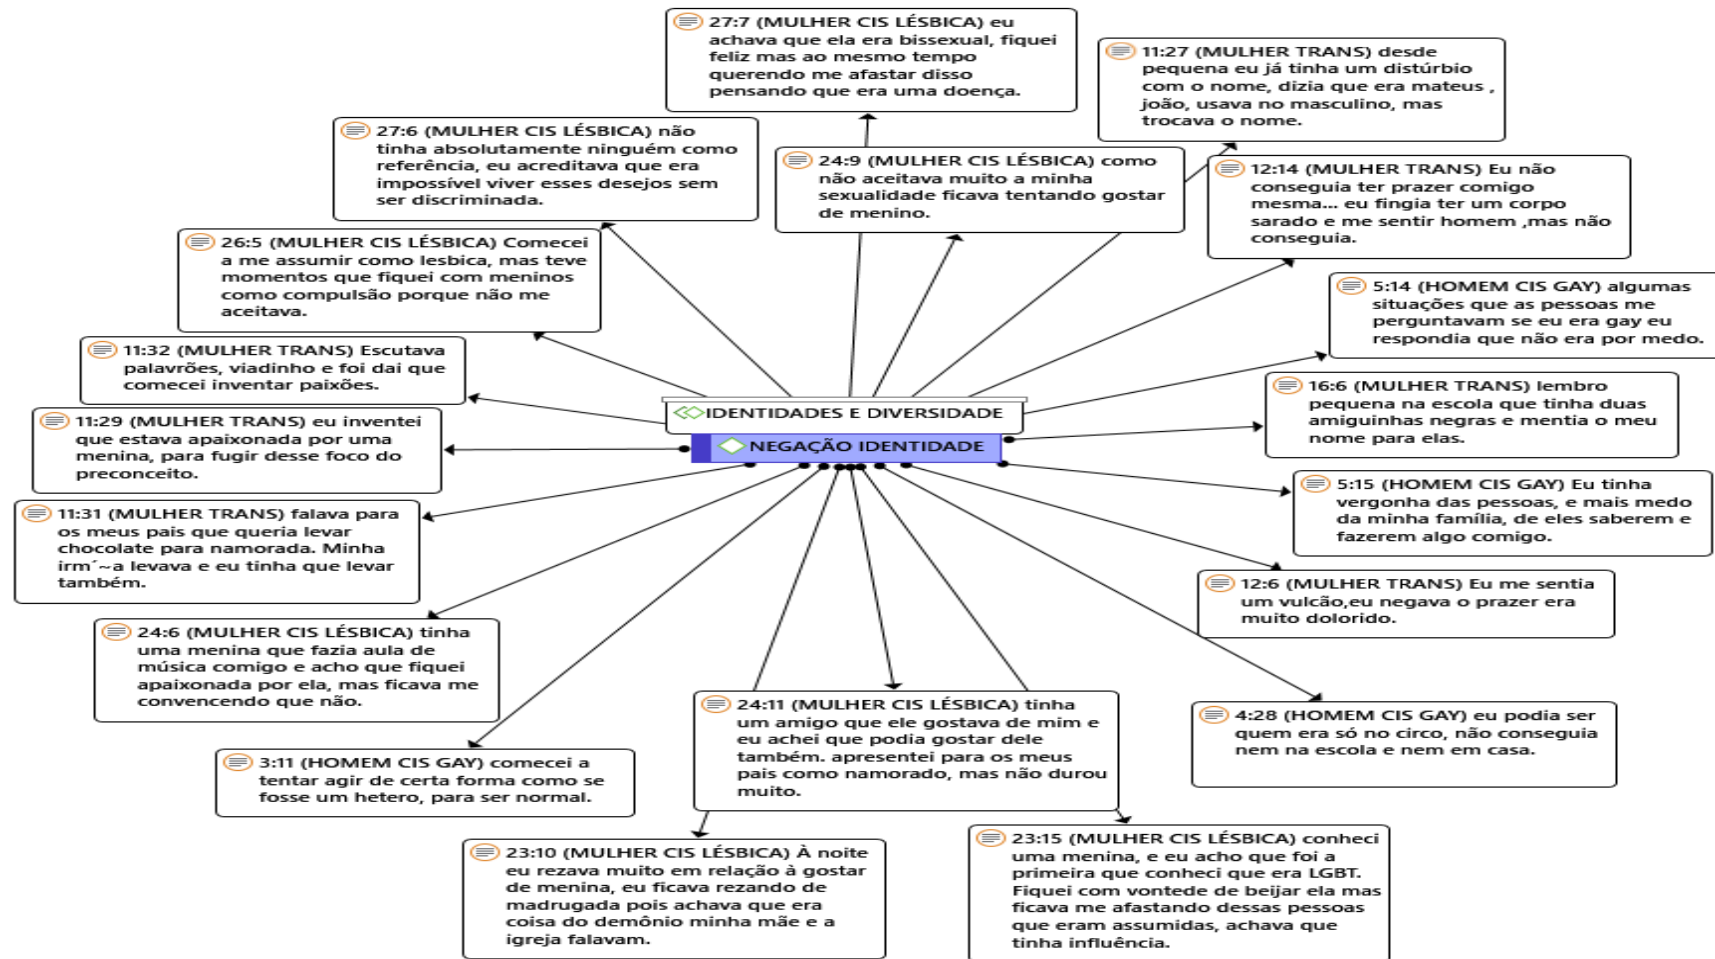 27:7 (MULHER CIS LÉSBICA) eu
achava que ela era bissexual, fiquei
feliz mas ao mesmo tempo
querendo me afastar disso
pensando que era uma doença.
11:27 (MULHER TRANS) desde
pequena eu já tinha um distúrbio
com o nome, dizia que era mateus ,
joão, usava no masculino, mas
trocava o nome.
27:6 (MULHER CIS LÉSBICA) não
tinha absolutamente ninguém como
referência, eu acreditava que era
impossível viver esses desejos sem
ser discriminada.
24:9 (MULHER CIS LÉSBICA) como
não aceitava muito a minha
sexualidade ficava tentando gostar
de menino.
12:14 (MULHER TRANS) Eu não
conseguia ter prazer comigo
mesma... eu fingia ter um corpo
sarado e me sentir homem ,mas não
conseguia.
26:5 (MULHER CIS LÉSBICA) Comecei
a me assumir como lesbica, mas teve
momentos que fiquei com meninos
como compulsão porque não me
aceitava.
5:14 (HOMEM CIS GAY) algumas
situações que as pessoas me
perguntavam se eu era gay eu
respondia que não era por medo.
11:32 (MULHER TRANS) Escutava
palavrões, viadinho e foi dai que
comecei inventar paixões.
16:6 (MULHER TRANS) lembro
pequena na escola que tinha duas
amiguinhas negras e mentia o meu
nome para elas.
IDENTIDADES E DIVERSIDADE
NEGAÇÃO IDENTIDADE
11:29 (MULHER TRANS) eu inventei
que estava apaixonada por uma
menina, para fugir desse foco do
preconceito.
5:15 (HOMEM CIS GAY) Eu tinha
vergonha das pessoas, e mais medo
da minha família, de eles saberem e
fazerem algo comigo.
11:31 (MULHER TRANS) falava para
os meus pais que queria levar
chocolate para namorada. Minha
irm´~a levava e eu tinha que levar
também.
12:6 (MULHER TRANS) Eu me sentia
um vulcão,eu negava o prazer era
muito dolorido.
24:6 (MULHER CIS LÉSBICA) tinha
uma menina que fazia aula de
música comigo e acho que fiquei
apaixonada por ela, mas ficava me
convencendo que não.
24:11 (MULHER CIS LÉSBICA) tinha
um amigo que ele gostava de mim e
eu achei que podia gostar dele
também. apresentei para os meus
pais como namorado, mas não durou
muito.
4:28 (HOMEM CIS GAY) eu podia ser
quem era só no circo, não conseguia
nem na escola e nem em casa.
3:11 (HOMEM CIS GAY) comecei a
tentar agir de certa forma como se
fosse um hetero, para ser normal.
23:10 (MULHER CIS LÉSBICA) À noite
eu rezava muito em relação à gostar
de menina, eu ficava rezando de
madrugada pois achava que era
coisa do demônio minha mãe e a
igreja falavam.
23:15 (MULHER CIS LÉSBICA) conheci
uma menina, e eu acho que foi a
primeira que conheci que era LGBT.
Fiquei com vontede de beijar ela mas
ficava me afastando dessas pessoas
que eram assumidas, achava que
tinha influência.